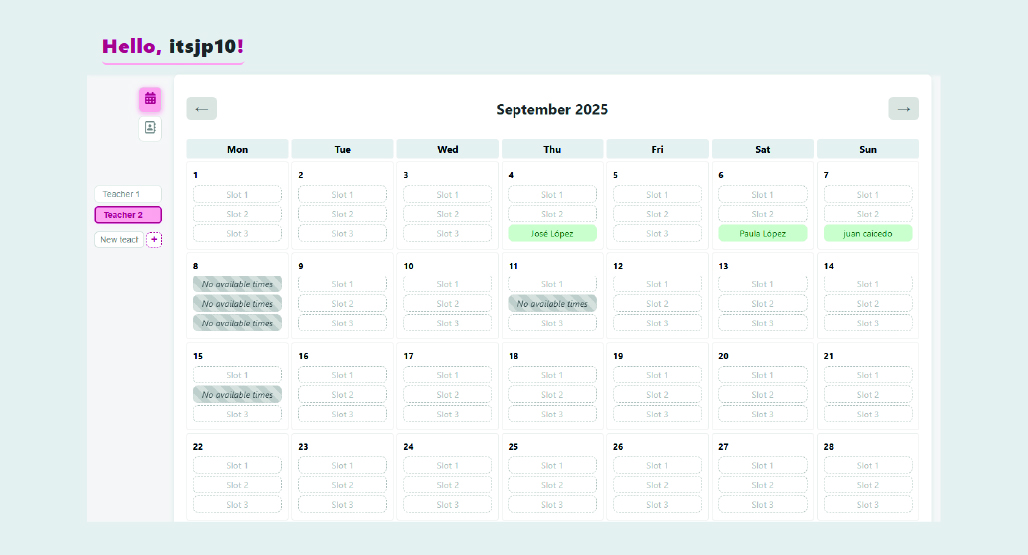 Hello, itsjp10!
← September 2025 →
Teacher 1
Teacher 2
New teach +
Mon Tue Wed Thu Fri Sat Sun
1 2 3 4 5 6 7
Slot 1 Slot 1 Slot 1 Slot 1 Slot 1 Slot 1 Slot 1
Slot 2 Slot 2 Slot 2 Slot 2 Slot 2 Slot 2 Slot 2
Slot 3 Slot 3 Slot 3 José López Slot 3 Paula López juan caicedo
8 9 10 11 12 13 14
No available times Slot 1 Slot 1 Slot 1 Slot 1 Slot 1 Slot 1
No available times Slot 2 Slot 2 No available times Slot 2 Slot 2 Slot 2
No available times Slot 3 Slot 3 Slot 3 Slot 3 Slot 3 Slot 3
15 16 17 18 19 20 21
Slot 1 Slot 1 Slot 1 Slot 1 Slot 1 Slot 1 Slot 1
No available times Slot 2 Slot 2 Slot 2 Slot 2 Slot 2 Slot 2
Slot 3 Slot 3 Slot 3 Slot 3 Slot 3 Slot 3 Slot 3
22 23 24 25 26 27 28
Slot 1 Slot 1 Slot 1 Slot 1 Slot 1 Slot 1 Slot 1
Slot 2 Slot 2 Slot 2 Slot 2 Slot 2 Slot 2 Slot 2
Slot 3 Slot 3 Slot 3 Slot 3 Slot 3 Slot 3 Slot 3